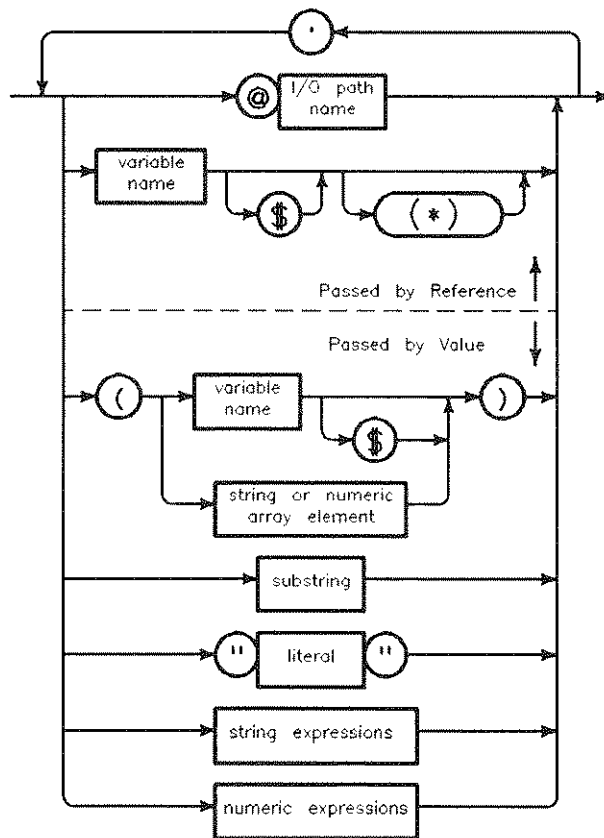 ,
@ I/O path
name
variable
name
$
(*)
Passed by Reference
Passed by Value
(
variable
name
$
)
string or numeric
array element
substring
" literal "
string expressions
numeric expressions